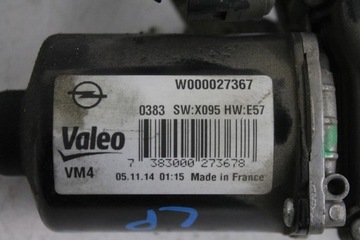 W000027367
0383 SW:X095 HW:E57
Valeo
7 383000 273678
VM4
05.11.14 01:15 Made in France
CP